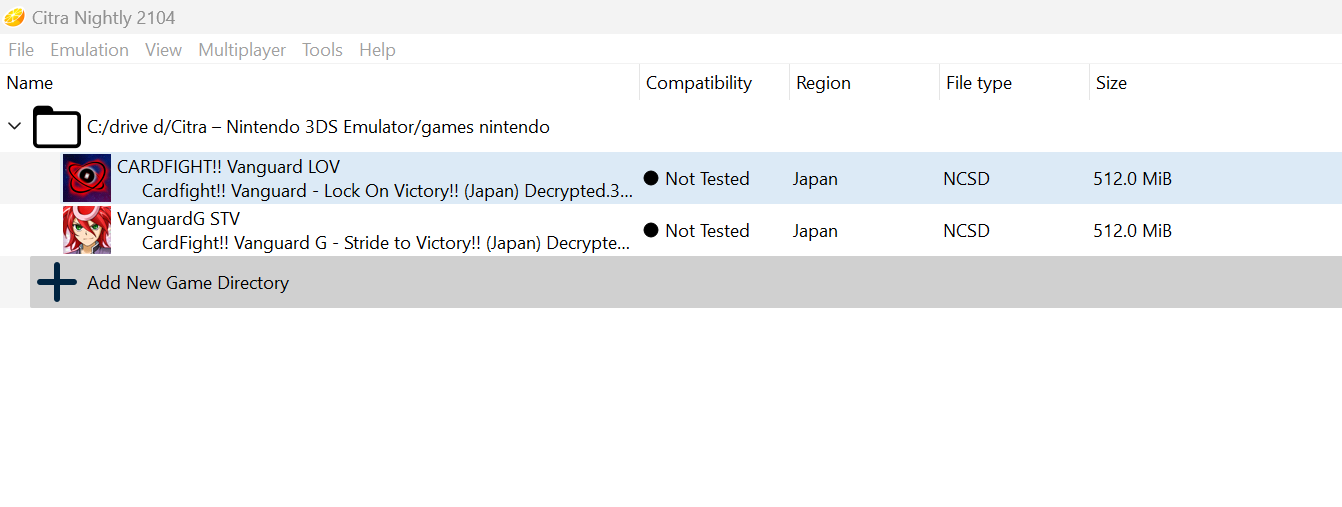 Citra Nightly 2104
File Emulation View Multiplayer Tools Help
Name Compatibility Region File type Size
C:/drive d/Citra – Nintendo 3DS Emulator/games nintendo
CARDFIGHT!! Vanguard LOV
Cardfight!! Vanguard - Lock On Victory!! (Japan) Decrypted.3... Not Tested Japan NCSD 512.0 MiB
VanguardG STV
CardFight!! Vanguard G - Stride to Victory!! (Japan) Decrypte... Not Tested Japan NCSD 512.0 MiB
Add New Game Directory